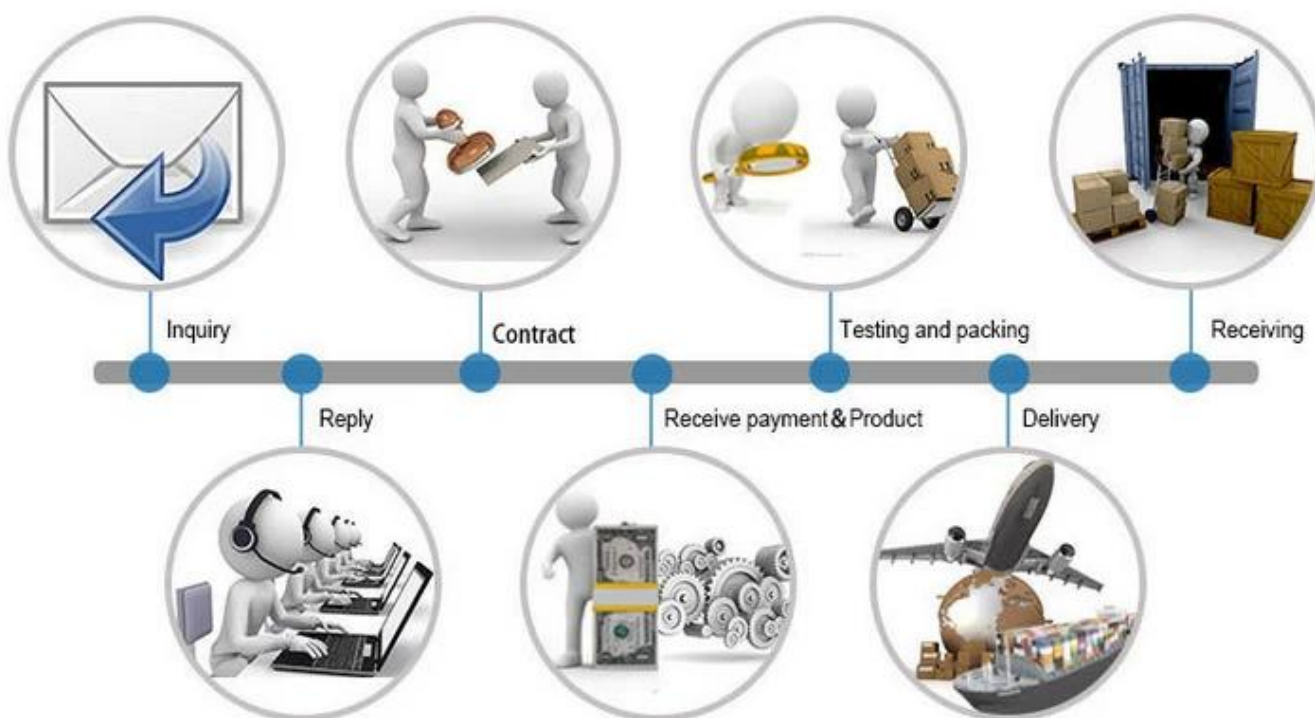 Inquiry
Reply
Contract
Receive payment & Product
Testing and packing
Delivery
Receiving